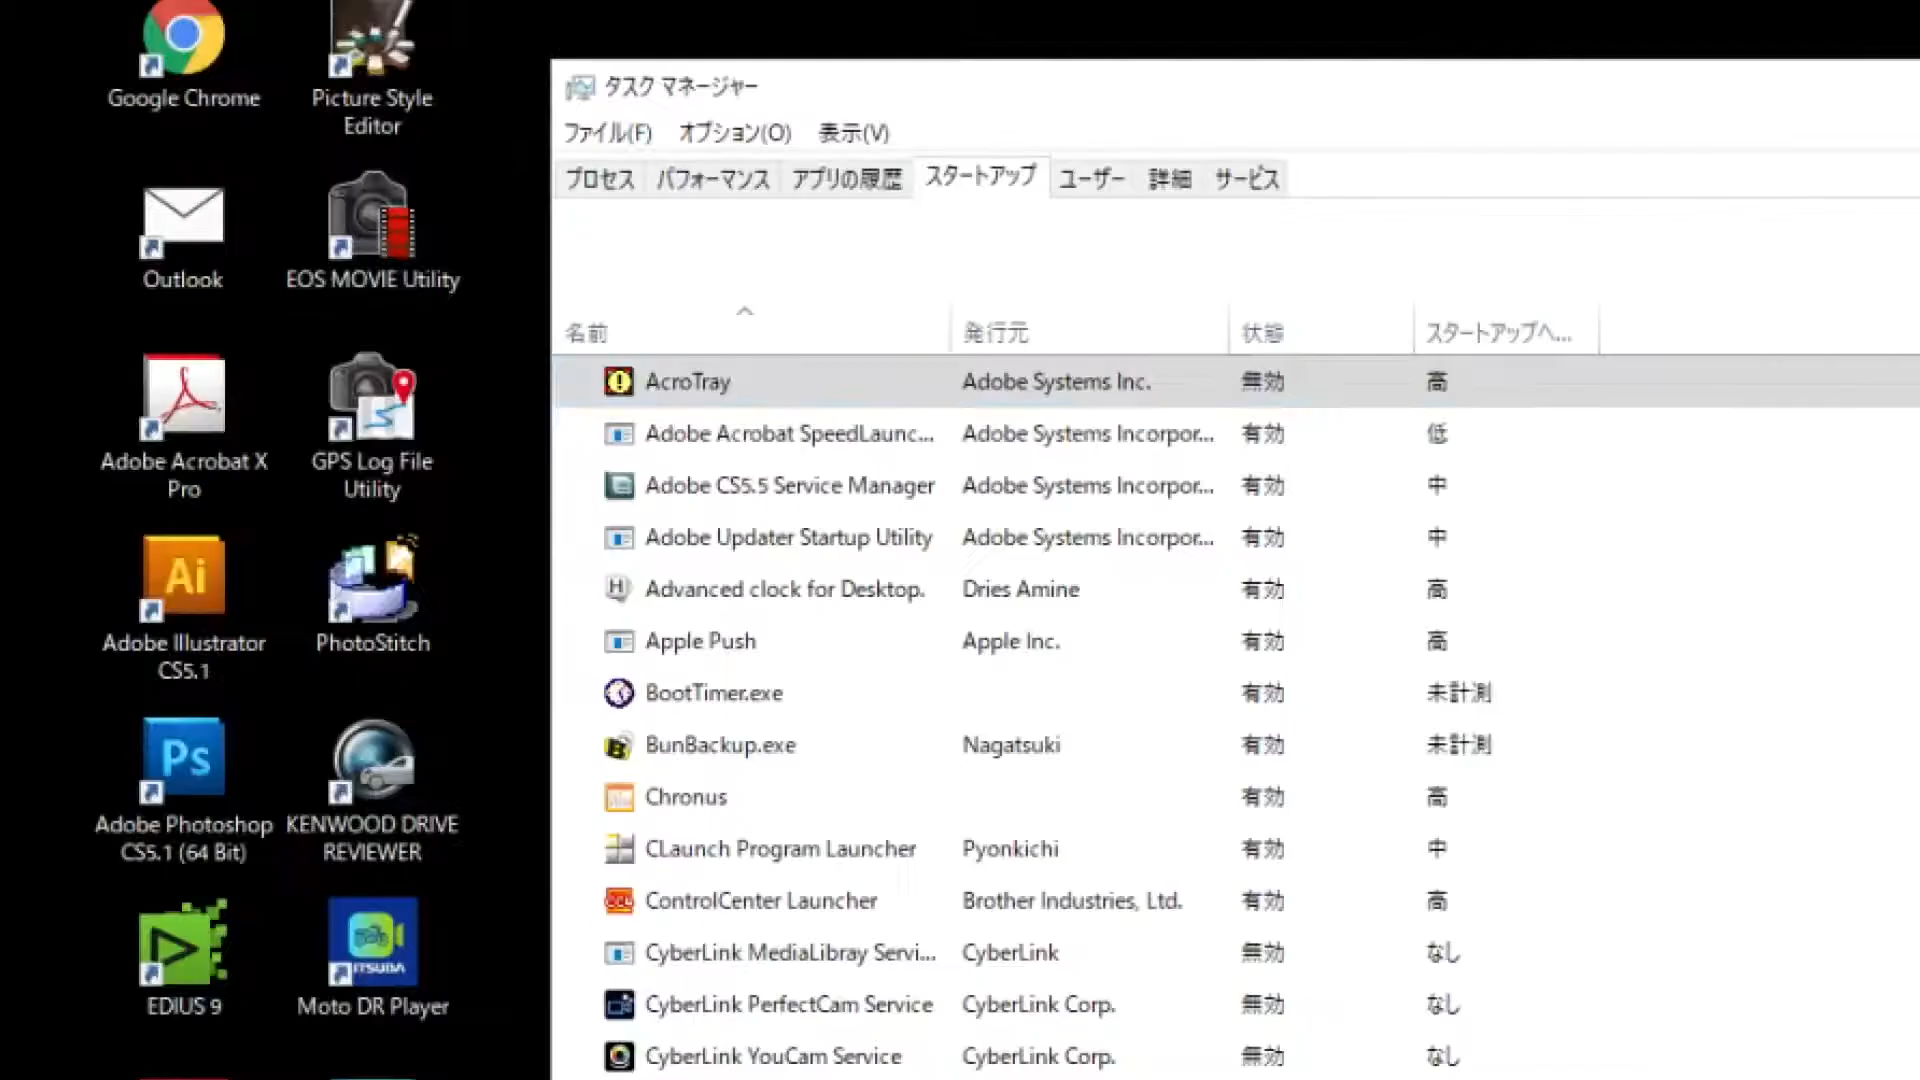 Google Chrome
Picture Style
Editor
Outlook
EOS MOVIE Utility
Adobe Acrobat X
Pro
GPS Log File
Utility
Ai
Adobe Illustrator
CS5.1
PhotoStitch
Ps
Adobe Photoshop
CS5.1 (64 Bit)
KENWOOD DRIVE
REVIEWER
EDIUS 9
ITSUBA
Moto DR Player
タスク マネージャー
ファイル(F) オプション(O) 表示(V)
プロセス パフォーマンス アプリの履歴 スタートアップ ユーザー 詳細 サービス
名前 発行元 状態 スタートアップへ...
AcroTray Adobe Systems Inc. 無効 高
Adobe Acrobat SpeedLaunc... Adobe Systems Incorpor... 有効 低
Adobe CS5.5 Service Manager Adobe Systems Incorpor... 有効 中
Adobe Updater Startup Utility Adobe Systems Incorpor... 有効 中
Advanced clock for Desktop. Dries Amine 有効 高
Apple Push Apple Inc. 有効 高
BootTimer.exe 有効 未計測
BunBackup.exe Nagatsuki 有効 未計測
Chronus 有効 高
CLaunch Program Launcher Pyonkichi 有効 中
ControlCenter Launcher Brother Industries, Ltd. 有効 高
CyberLink MediaLibray Servi... CyberLink 無効 なし
CyberLink PerfectCam Service CyberLink Corp. 無効 なし
CyberLink YouCam Service CyberLink Corp. 無効 なし